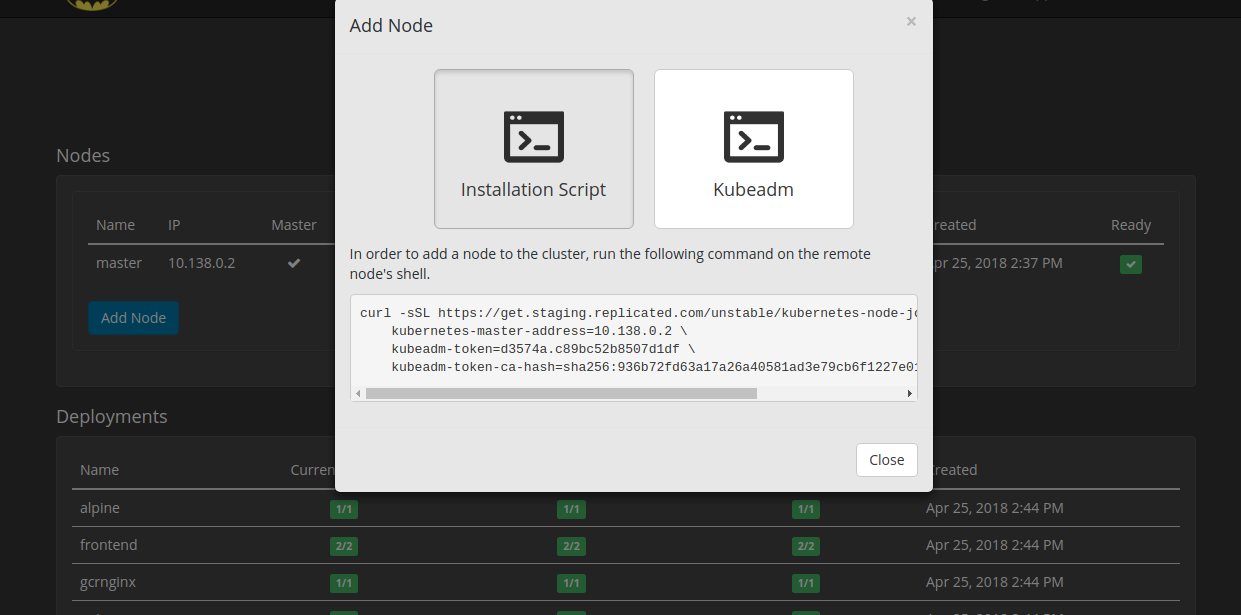 Add Node
×
Installation Script
Kubeadm
In order to add a node to the cluster, run the following command on the remote
node's shell.
curl -sSL https://get.staging.replicated.com/unstable/kubernetes-node-jo
kubernetes-master-address=10.138.0.2 \
kubeadm-token=d3574a.c89bc52b8507d1df \
kubeadm-token-ca-hash=sha256:936b72fd63a17a26a40581ad3e79cb6f1227e01
Close
Nodes
Name IP Master reated Ready
master 10.138.0.2 pr 25, 2018 2:37 PM
Add Node
Deployments
Name Curren reated
alpine 1/1 1/1 1/1 Apr 25, 2018 2:44 PM
frontend 2/2 2/2 2/2 Apr 25, 2018 2:44 PM
gcrnginx 1/1 1/1 1/1 Apr 25, 2018 2:44 PM